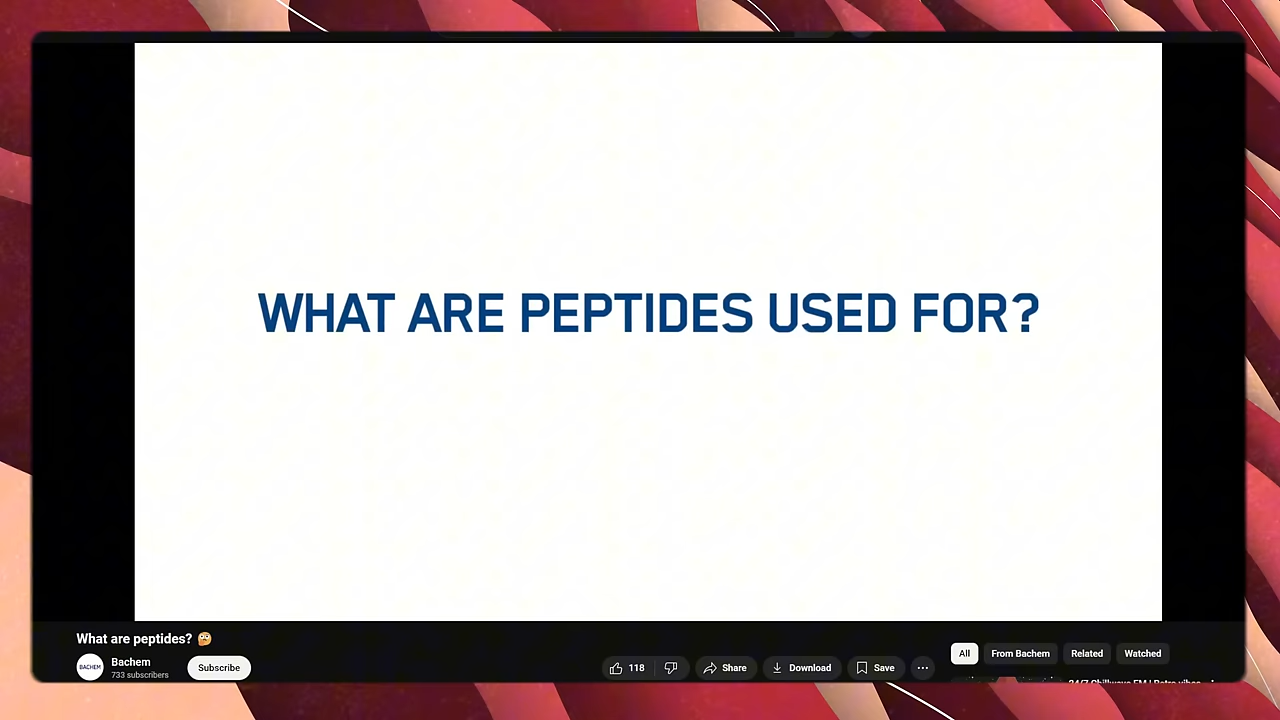 WHAT ARE PEPTIDES USED FOR?
What are peptides? 🤔
BACHEM
Bachem
733 subscribers
Subscribe
118
Share
Download
Save
All
From Bachem
Related
Watched